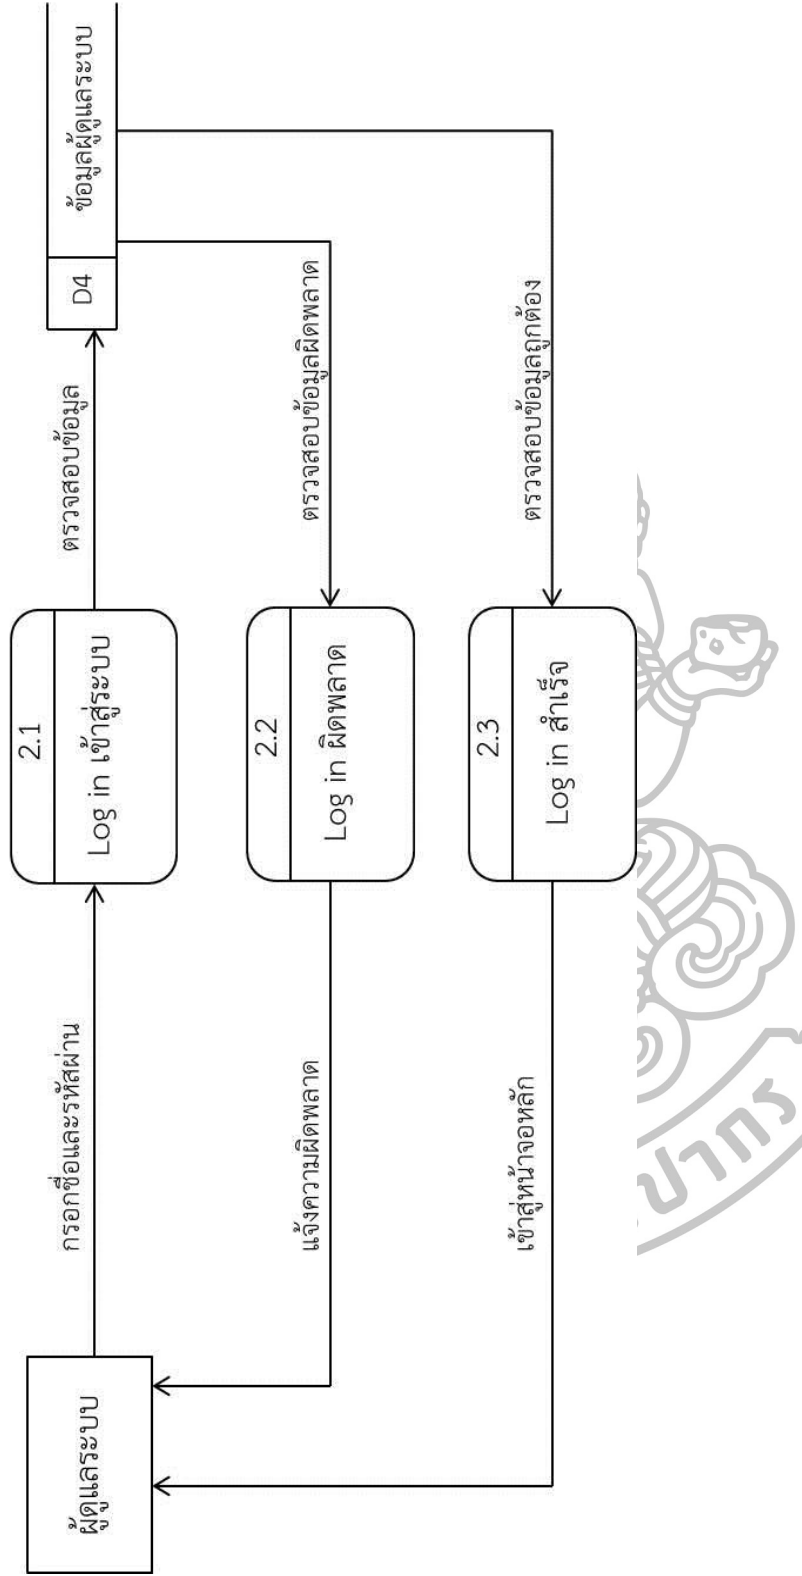 ผู้ดูแลระบบ
กรอกชื่อและรหัสผ่าน
2.1
Log in เข้าสู่ระบบ
ตรวจสอบข้อมูล
D4
ข้อมูลผู้ดูแลระบบ
แจ้งความผิดพลาด
2.2
Log in ผิดพลาด
ตรวจสอบข้อมูลผิดพลาด
เข้าสู่หน้าจอหลัก
2.3
Log in สำเร็จ
ตรวจสอบข้อมูลถูกต้อง
ปากร